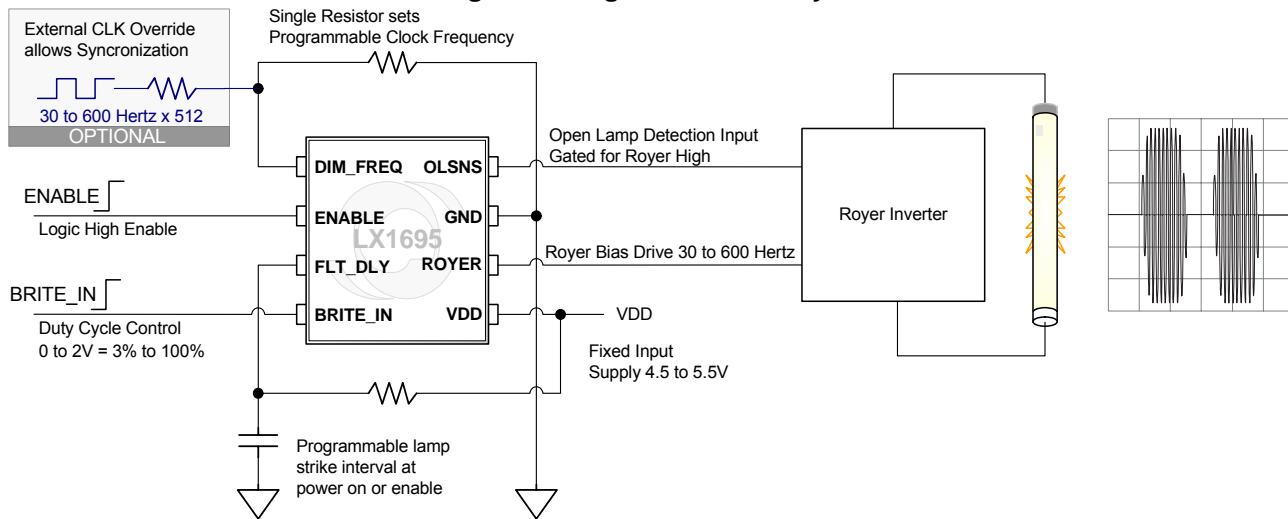 External CLK Override
allows Syncronization
30 to 600 Hertz x 512
OPTIONAL
Single Resistor sets
Programmable Clock Frequency
ENABLE
Logic High Enable
BRITE_IN
Duty Cycle Control
0 to 2V = 3% to 100%
DIM_FREQ
ENABLE
FLT_DLY
BRITE_IN
LX1695
OLSNS
GND
ROYER
VDD
Open Lamp Detection Input
Gated for Royer High
Royer Bias Drive 30 to 600 Hertz
VDD
Fixed Input
Supply 4.5 to 5.5V
Programmable lamp
strike interval at
power on or enable
Royer Inverter